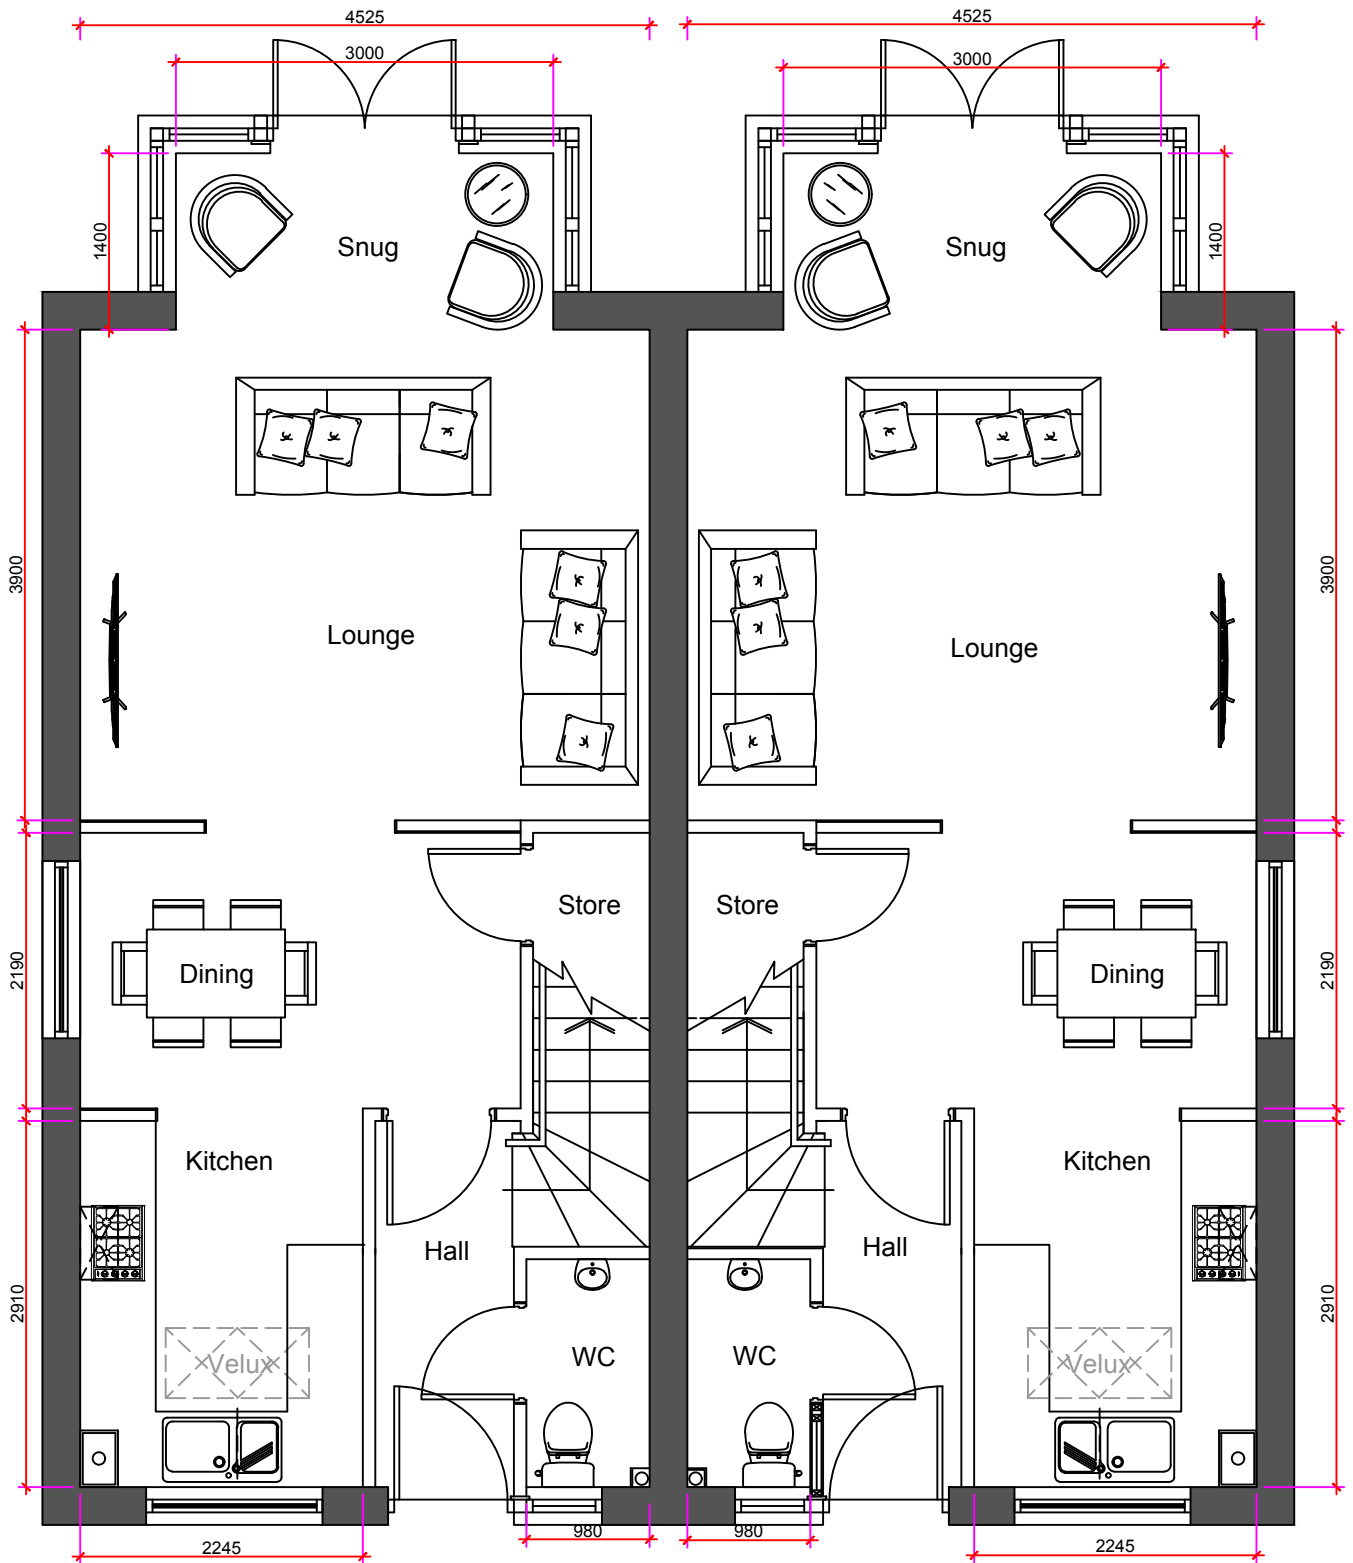 4525
4525
3000
3000
1400
1400
Snug
Snug
3900
3900
Lounge
Lounge
Store
Store
2190
Dining
Dining
2190
Kitchen
Kitchen
Hall
Hall
2910
2910
Velux
WC
WC
Velux
980
980
2245
2245